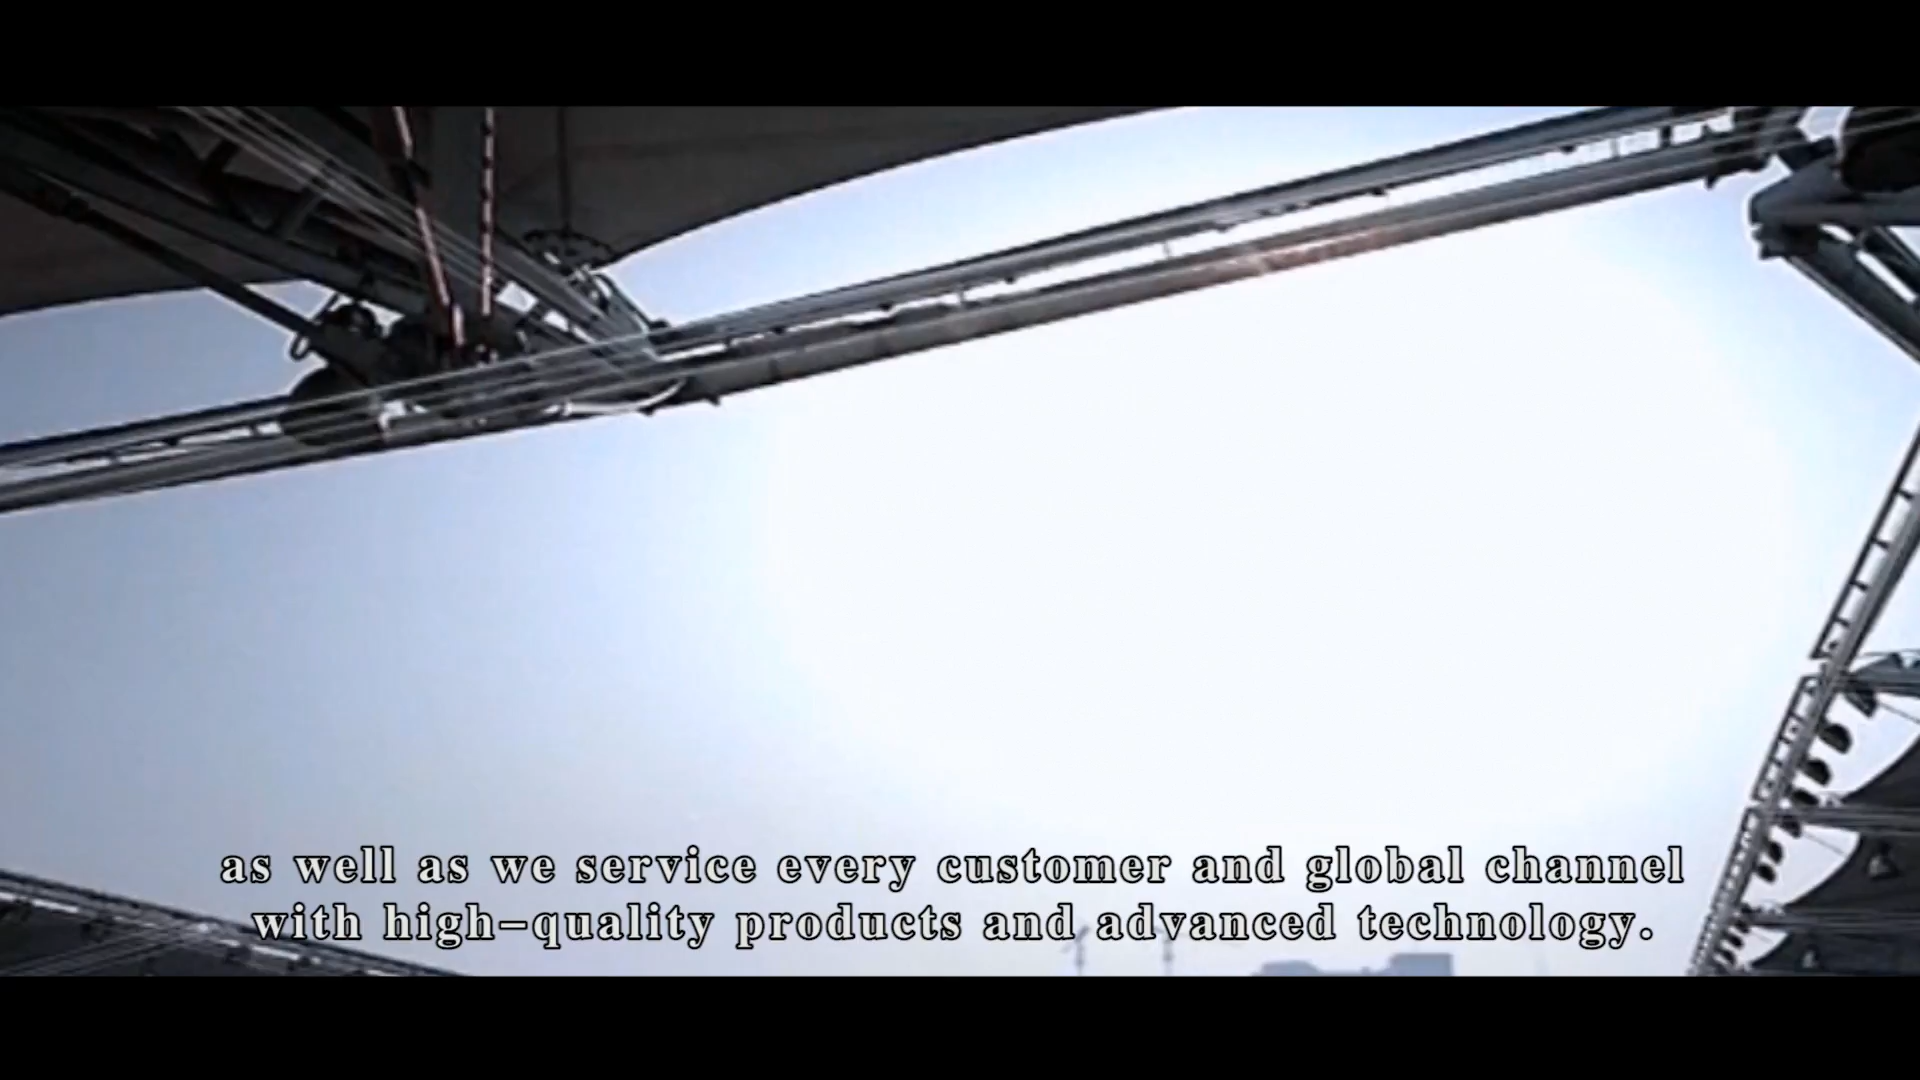 as well as we service every customer and global channel
with high-quality products and advanced technology.